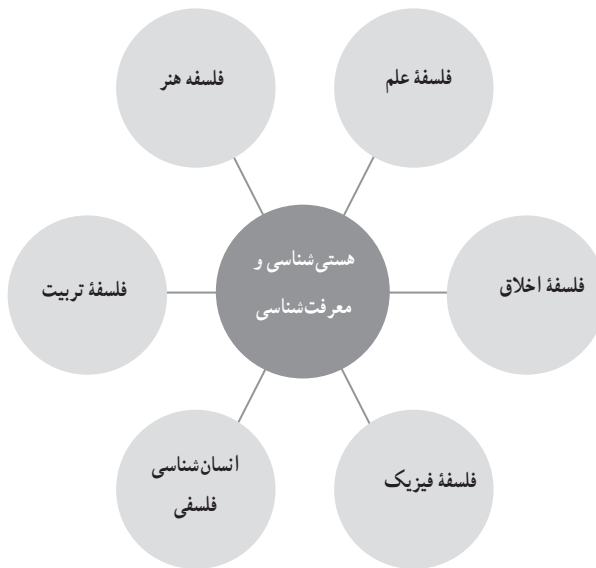 فلسفهٔ علم
فلسفه هنر
هستی‌شناسی و
معرفت‌شناسی
فلسفهٔ اخلاق
فلسفهٔ تربیت
فلسفهٔ فیزیک
انسان‌شناسی
فلسفی